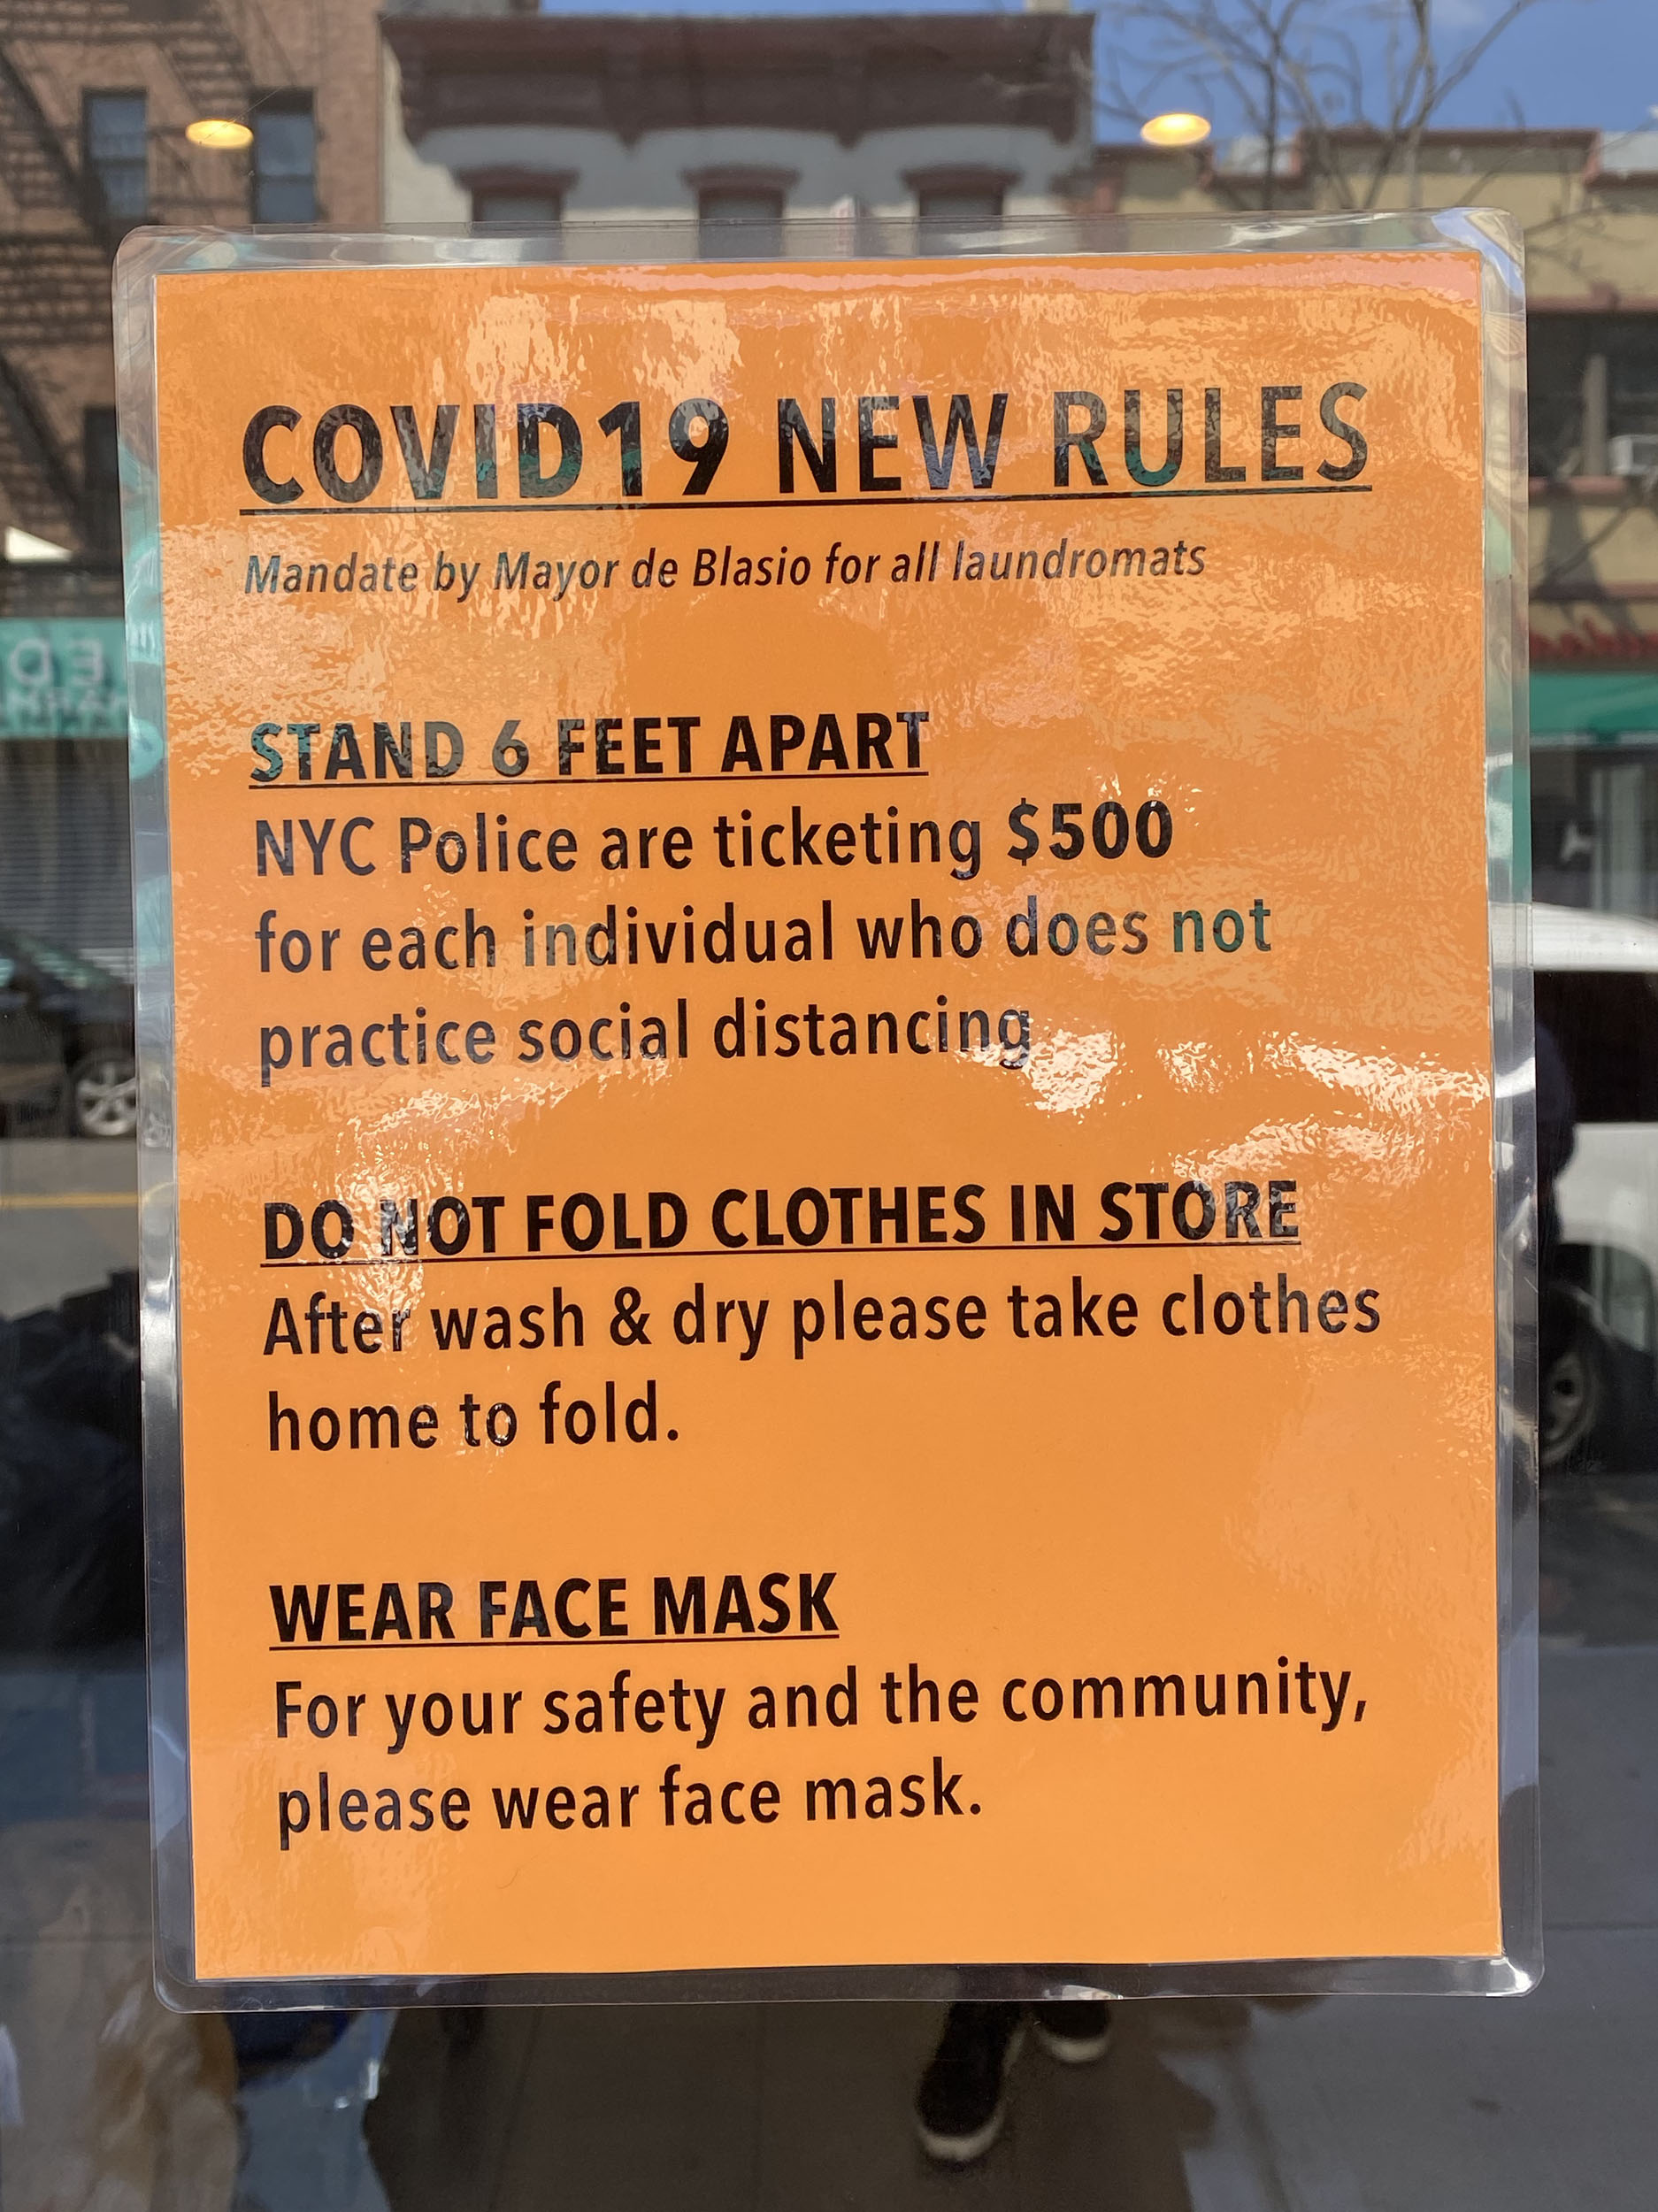 COVID19 NEW RULES
Mandate by Mayor de Blasio for all laundromats
STAND 6 FEET APART
NYC Police are ticketing $500
for each individual who does not
practice social distancing
DO NOT FOLD CLOTHES IN STORE
After wash & dry please take clothes
home to fold.
WEAR FACE MASK
For your safety and the community,
please wear face mask.